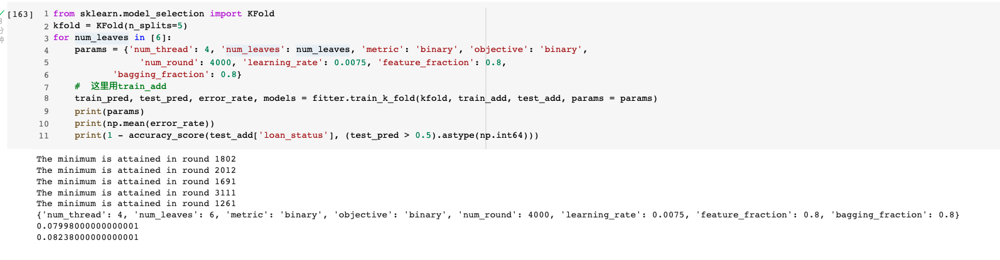 [163] 1 from sklearn.model_selection import KFold
3 2 kfold = KFold(n_splits=5)
分 3 for num_leaves in [6]:
钟 4     params = {'num_thread': 4, 'num_leaves': num_leaves, 'metric': 'binary', 'objective': 'binary',
5                 'num_round': 4000, 'learning_rate': 0.0075, 'feature_fraction': 0.8,
6            'bagging_fraction': 0.8}
7     #  这里用train_add
8     train_pred, test_pred, error_rate, models = fitter.train_k_fold(kfold, train_add, test_add, params = params)
9     print(params)
10     print(np.mean(error_rate))
11     print(1 - accuracy_score(test_add['loan_status'], (test_pred > 0.5).astype(np.int64)))
The minimum is attained in round 1802
The minimum is attained in round 2012
The minimum is attained in round 1691
The minimum is attained in round 3111
The minimum is attained in round 1261
{'num_thread': 4, 'num_leaves': 6, 'metric': 'binary', 'objective': 'binary', 'num_round': 4000, 'learning_rate': 0.0075, 'feature_fraction': 0.8, 'bagging_fraction': 0.8}
0.07998000000000001
0.08238000000000001